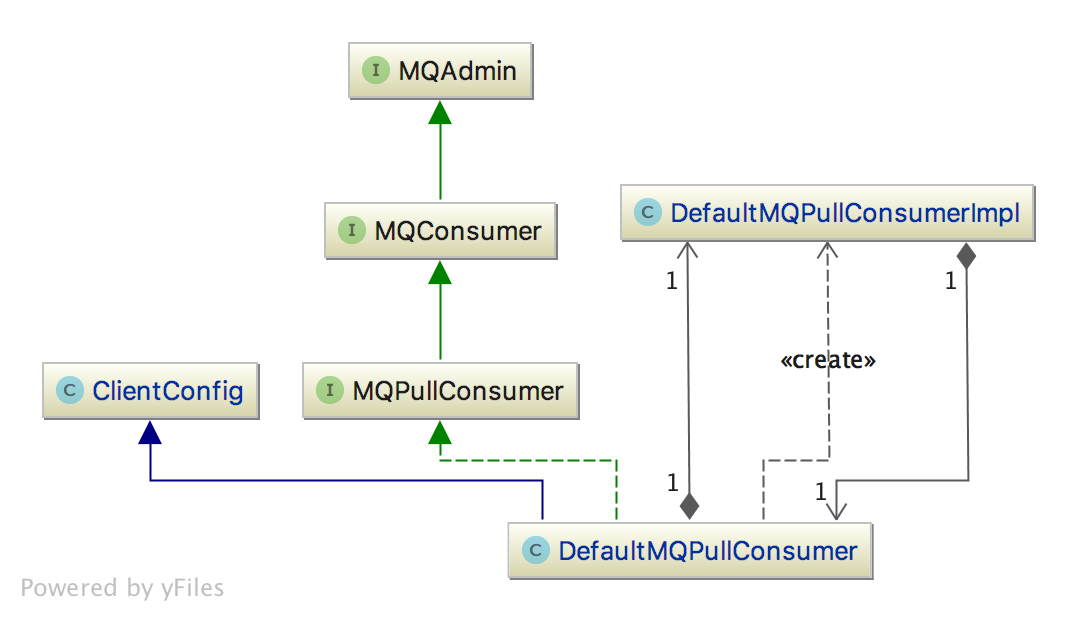 I MQAdmin
I MQConsumer
C DefaultMQPullConsumerImpl
1
1
«create»
C ClientConfig
I MQPullConsumer
1
1
C DefaultMQPullConsumer
Powered by yFiles